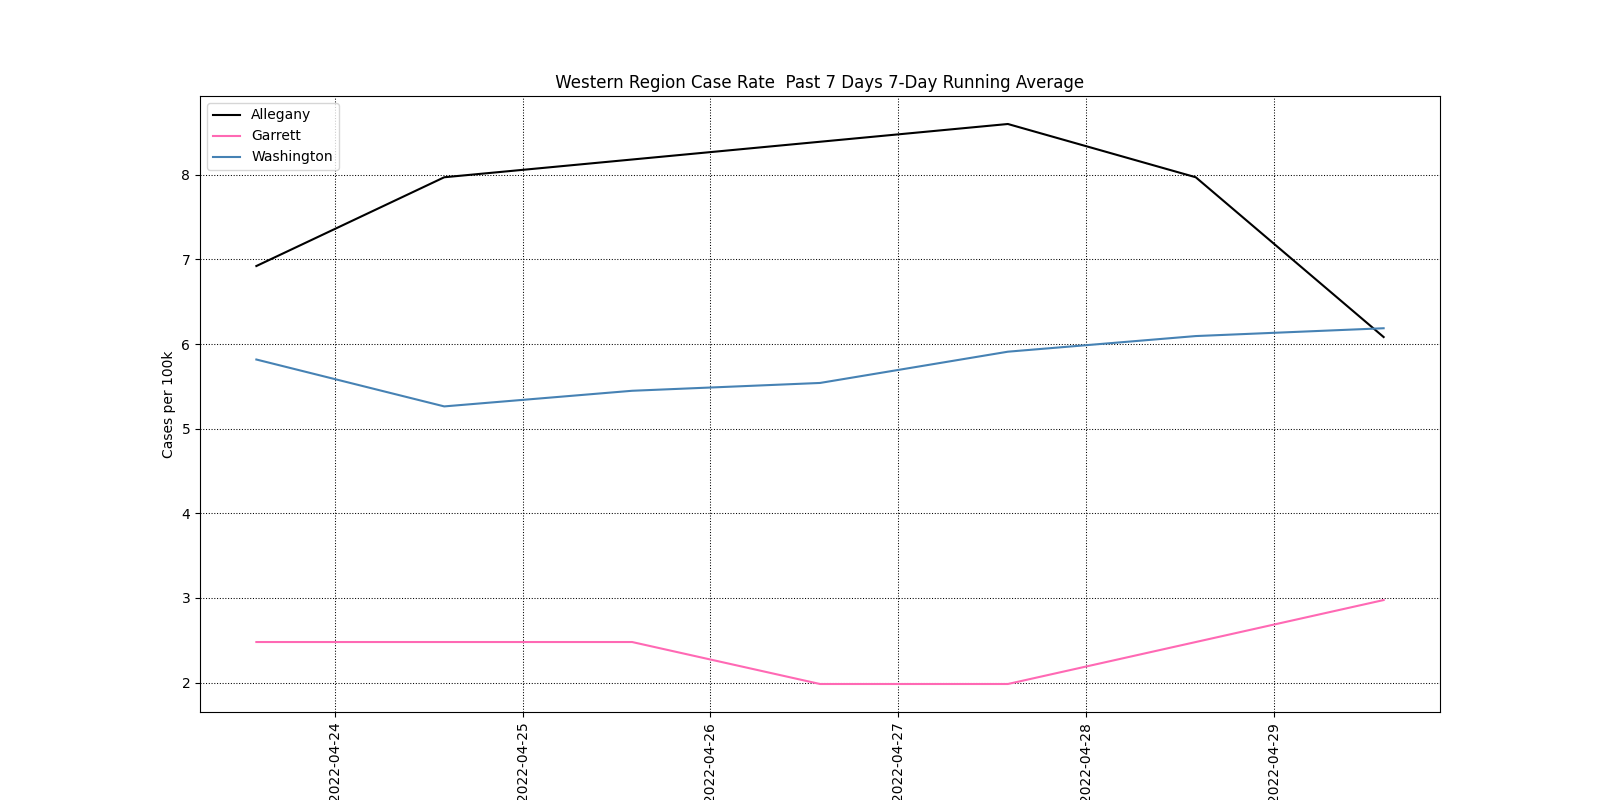 Western Region Case Rate  Past 7 Days 7-Day Running Average
Allegany
Garrett
Washington
8
7
6
5
4
3
2
Cases per 100k
2022-04-24
2022-04-25
2022-04-26
2022-04-27
2022-04-28
2022-04-29